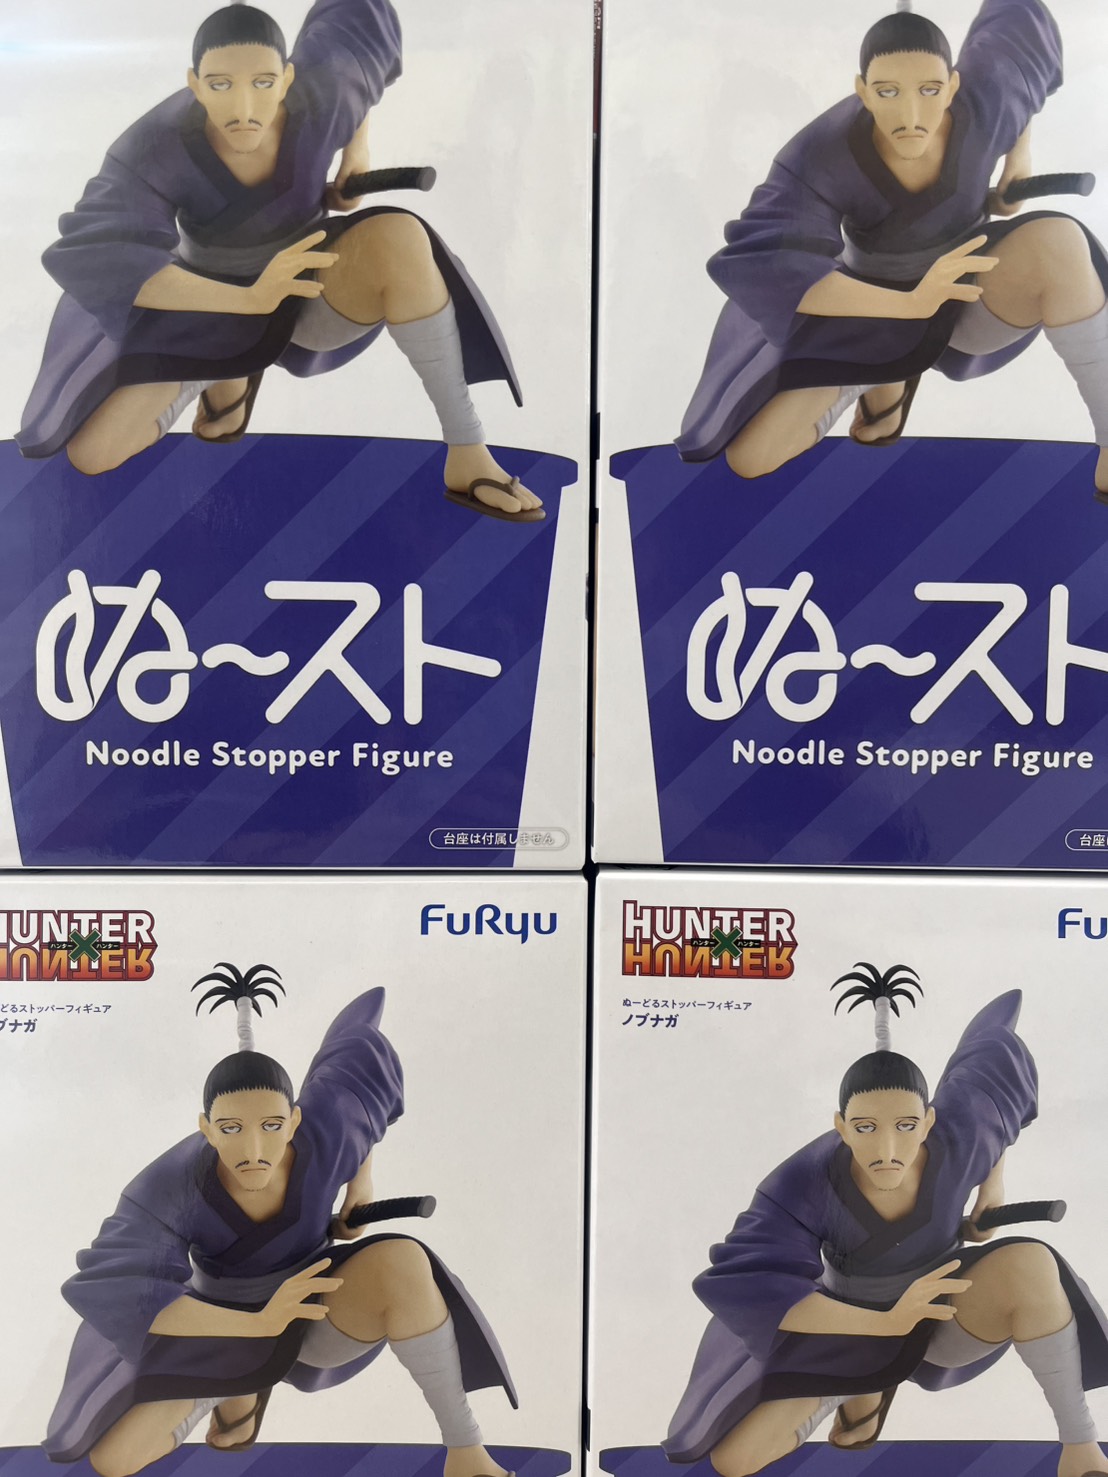 ぬ〜スト
Noodle Stopper Figure
台座は付属しません
ぬ〜スト
Noodle Stopper Figure
台座
HUNTER
ハンター×ハンター
HUNTER
FuRyu
どるストッパーフィギュア
ブナガ
HUNTER
ハンター×ハンター
HUNTER
Fu
ぬーどるストッパーフィギュア
ノブナガ